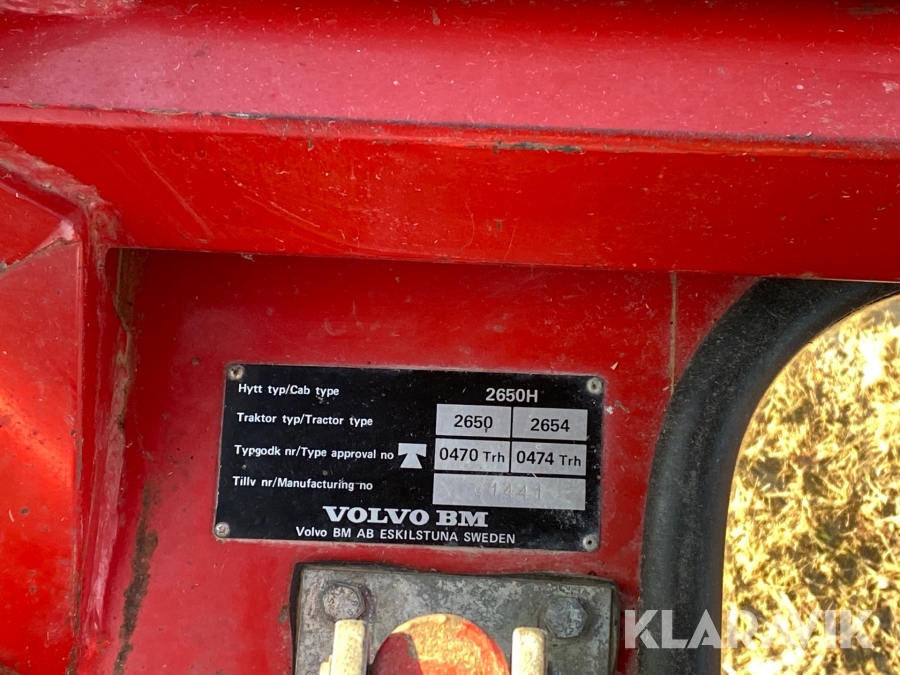 Hytt typ/Cab type 2650H
Traktor typ/Tractor type 2650 2654
Typgodk nr/Type approval no T 0470 Trh 0474 Trh
Tillv nr/Manufacturing no 1441
VOLVO BM
Volvo BM AB ESKILSTUNA SWEDEN
KLARAVIK